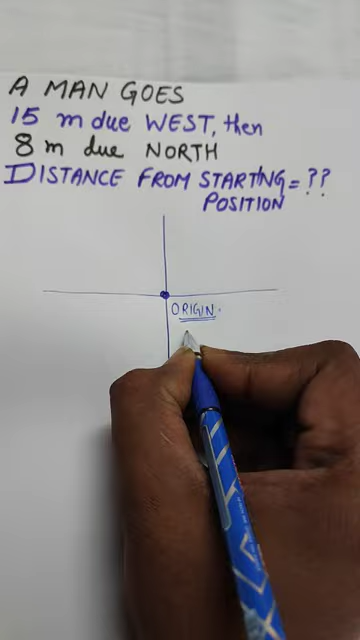 A MAN GOES
15 m due WEST, then
8 m due NORTH
DISTANCE FROM STARTING = ??
POSITION
ORIGIN.